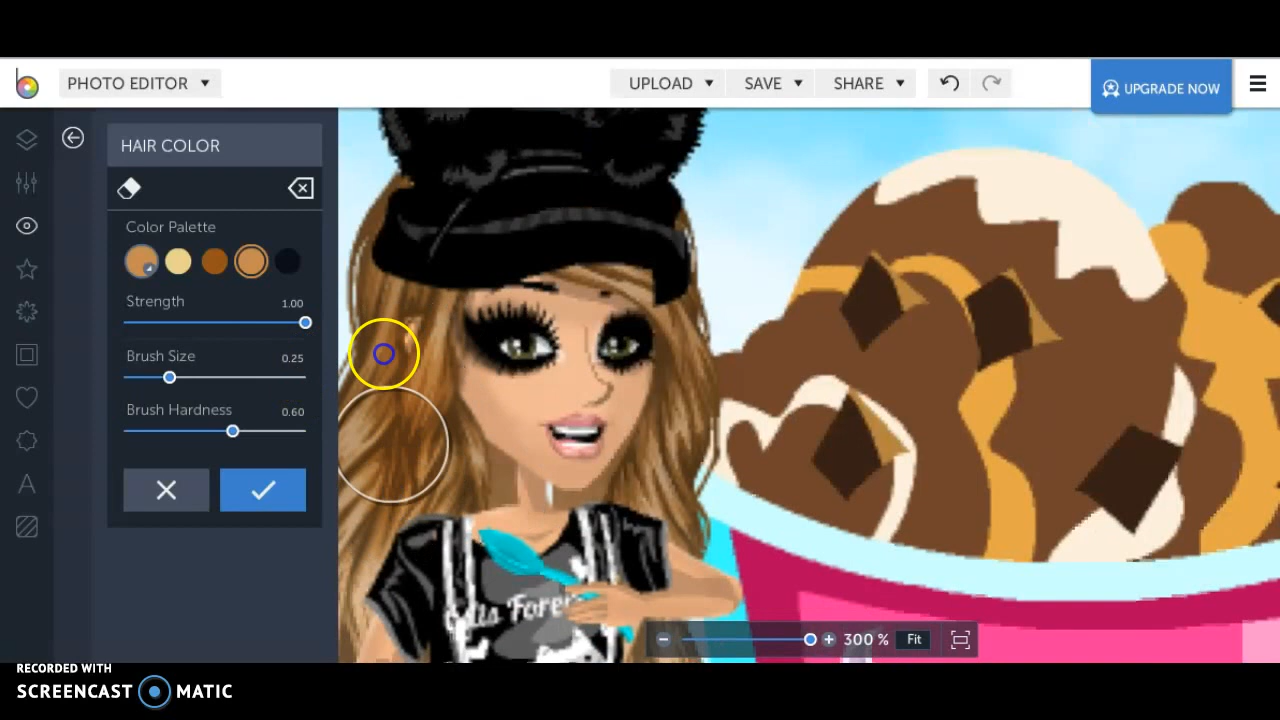 PHOTO EDITOR
UPLOAD
SAVE
SHARE
UPGRADE NOW
HAIR COLOR
Color Palette
Strength 1.00
Brush Size 0.25
Brush Hardness 0.60
A
300 % Fit
RECORDED WITH
SCREENCAST MATIC